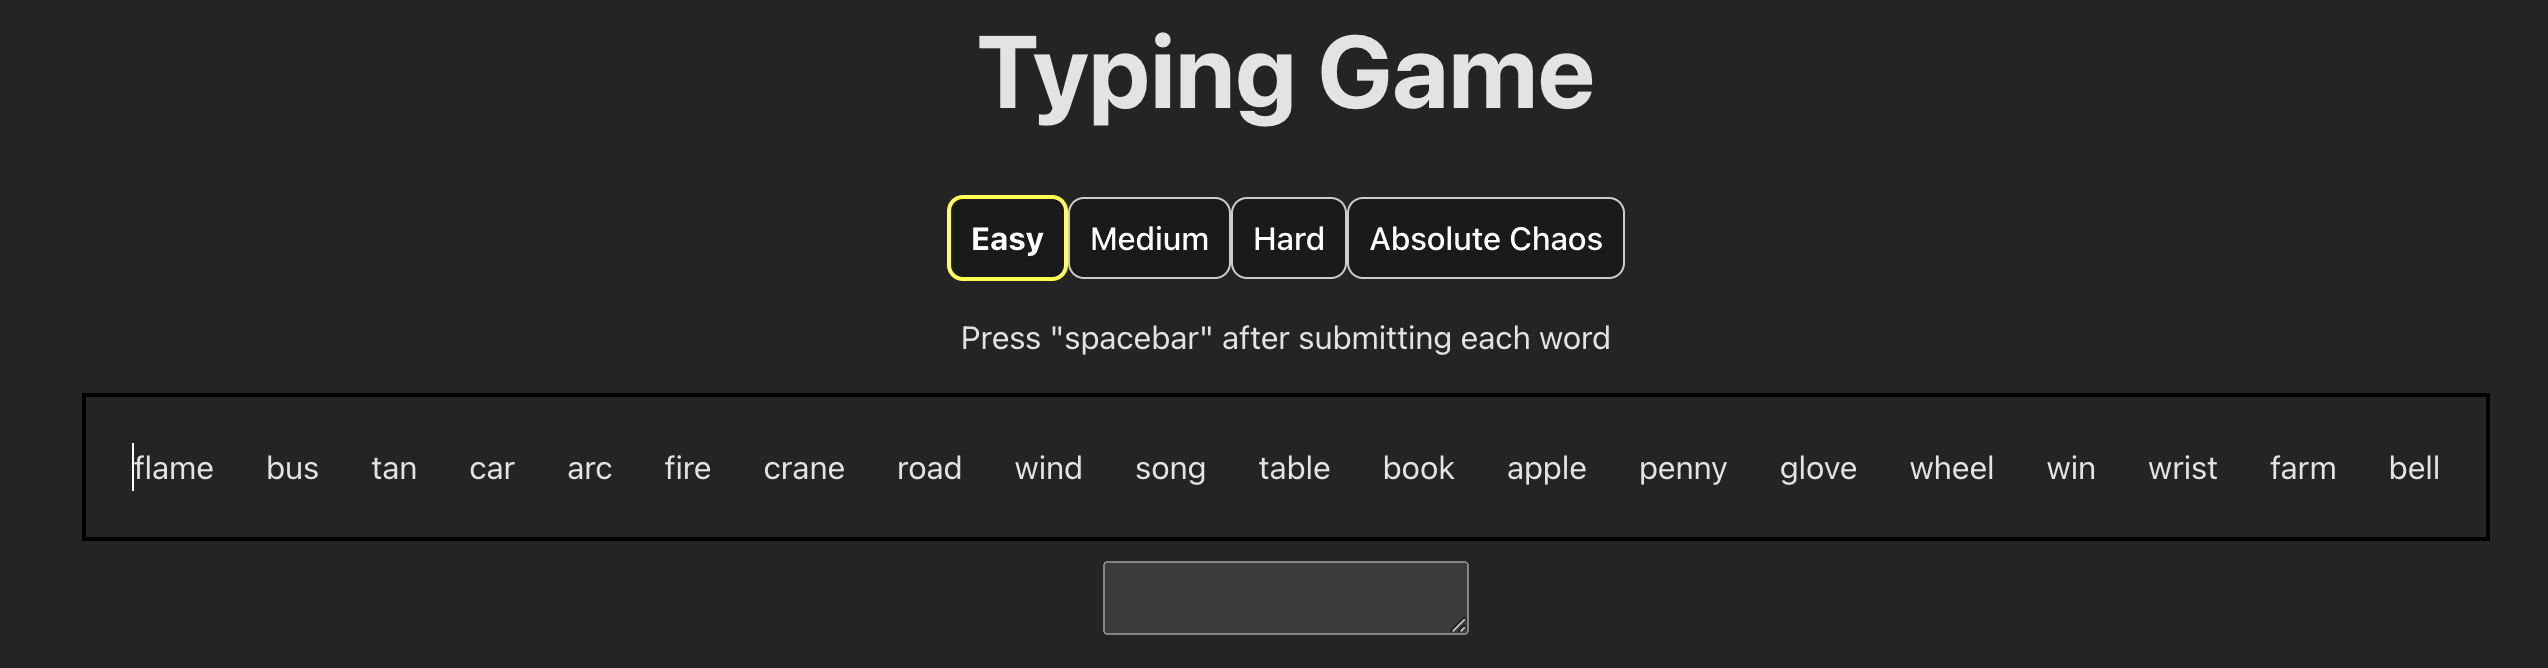 Typing Game
Easy Medium Hard Absolute Chaos
Press "spacebar" after submitting each word
flame bus tan car arc fire crane road wind song table book apple penny glove wheel win wrist farm bell